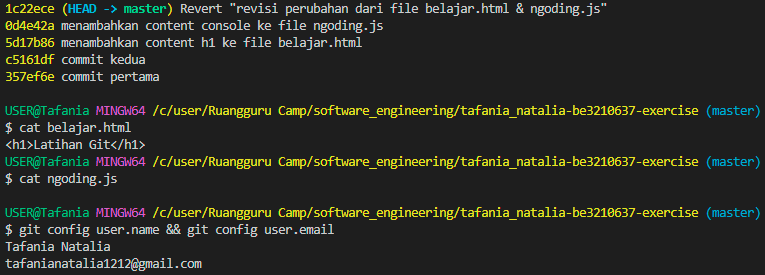 1c22ece (HEAD -> master) Revert "revisi perubahan dari file belajar.html & ngoding.js"
0d4e42a menambahkan content console ke file ngoding.js
5d17b86 menambahkan content h1 ke file belajar.html
c5161df commit kedua
357ef6e commit pertama
USER@Tafania MINGW64 /c/user/Ruangguru Camp/software_engineering/tafania_natalia-be3210637-exercise (master)
$ cat belajar.html
<h1>Latihan Git</h1>
USER@Tafania MINGW64 /c/user/Ruangguru Camp/software_engineering/tafania_natalia-be3210637-exercise (master)
$ cat ngoding.js
USER@Tafania MINGW64 /c/user/Ruangguru Camp/software_engineering/tafania_natalia-be3210637-exercise (master)
$ git config user.name && git config user.email
Tafania Natalia
tafanianatalia1212@gmail.com